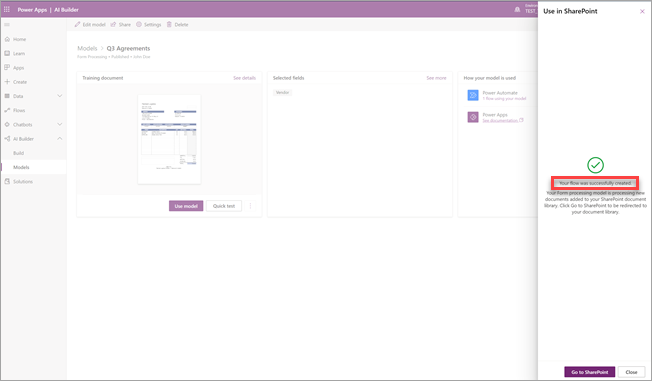 Power Apps | AI Builder
TEST_
Use in SharePoint
Edit model
Share
Settings
Delete
Home
Learn
Apps
Create
Data
Flows
Chatbots
AI Builder
Build
Models
Solutions
Models > Q3 Agreements
Form Processing • Published • John Doe
Training document
See details
Use model
Quick test
Selected fields
See more
Vendor
How your model is used
Power Automate
1 flow using your model
Power Apps
See documentation
Your flow was successfully created
Your Form processing model is processing new
documents added to your SharePoint document
library. Click Go to SharePoint to be redirected to
your document library.
Go to SharePoint
Close